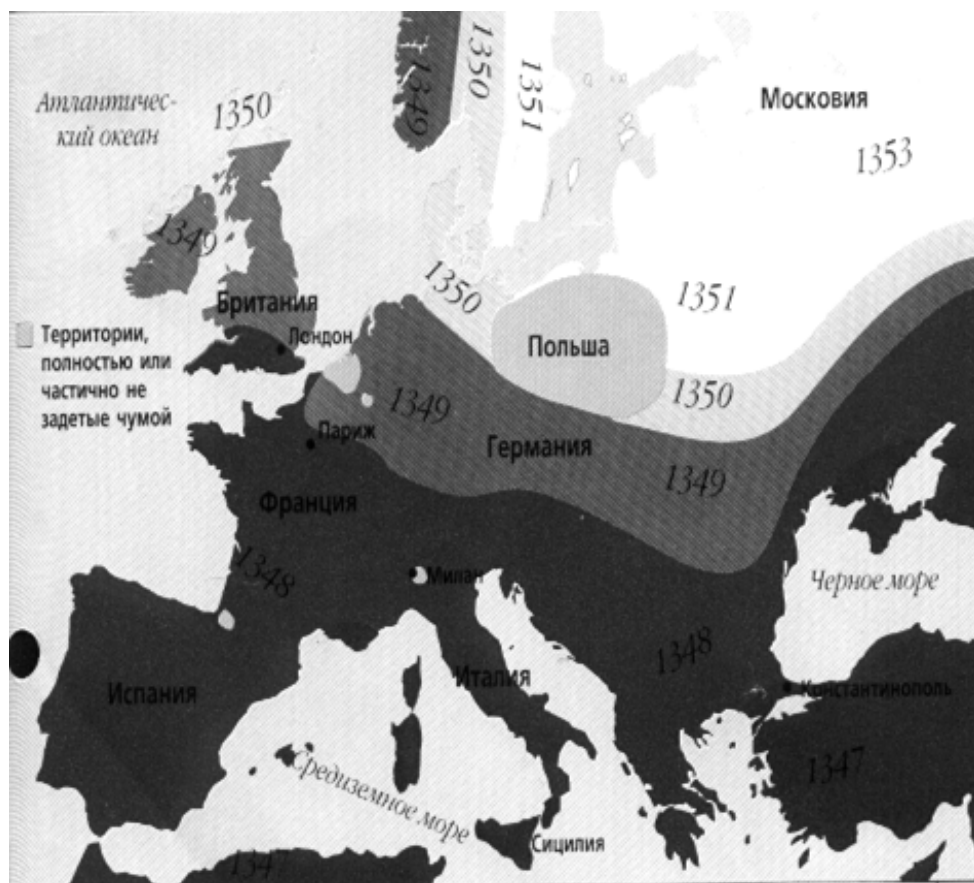 Атлантичес-
кий океан
1350
1349
1350
1351
Московия
1353
1349
Британия
Лондон
1350
1351
Польша
Территории,
полностью или
частично не
задетые чумой
1349
1350
Париж
Германия
1349
Франция
1348
Милан
Черное море
1348
Испания
Италия
Константинополь
1347
Средиземное море
Сицилия
1347